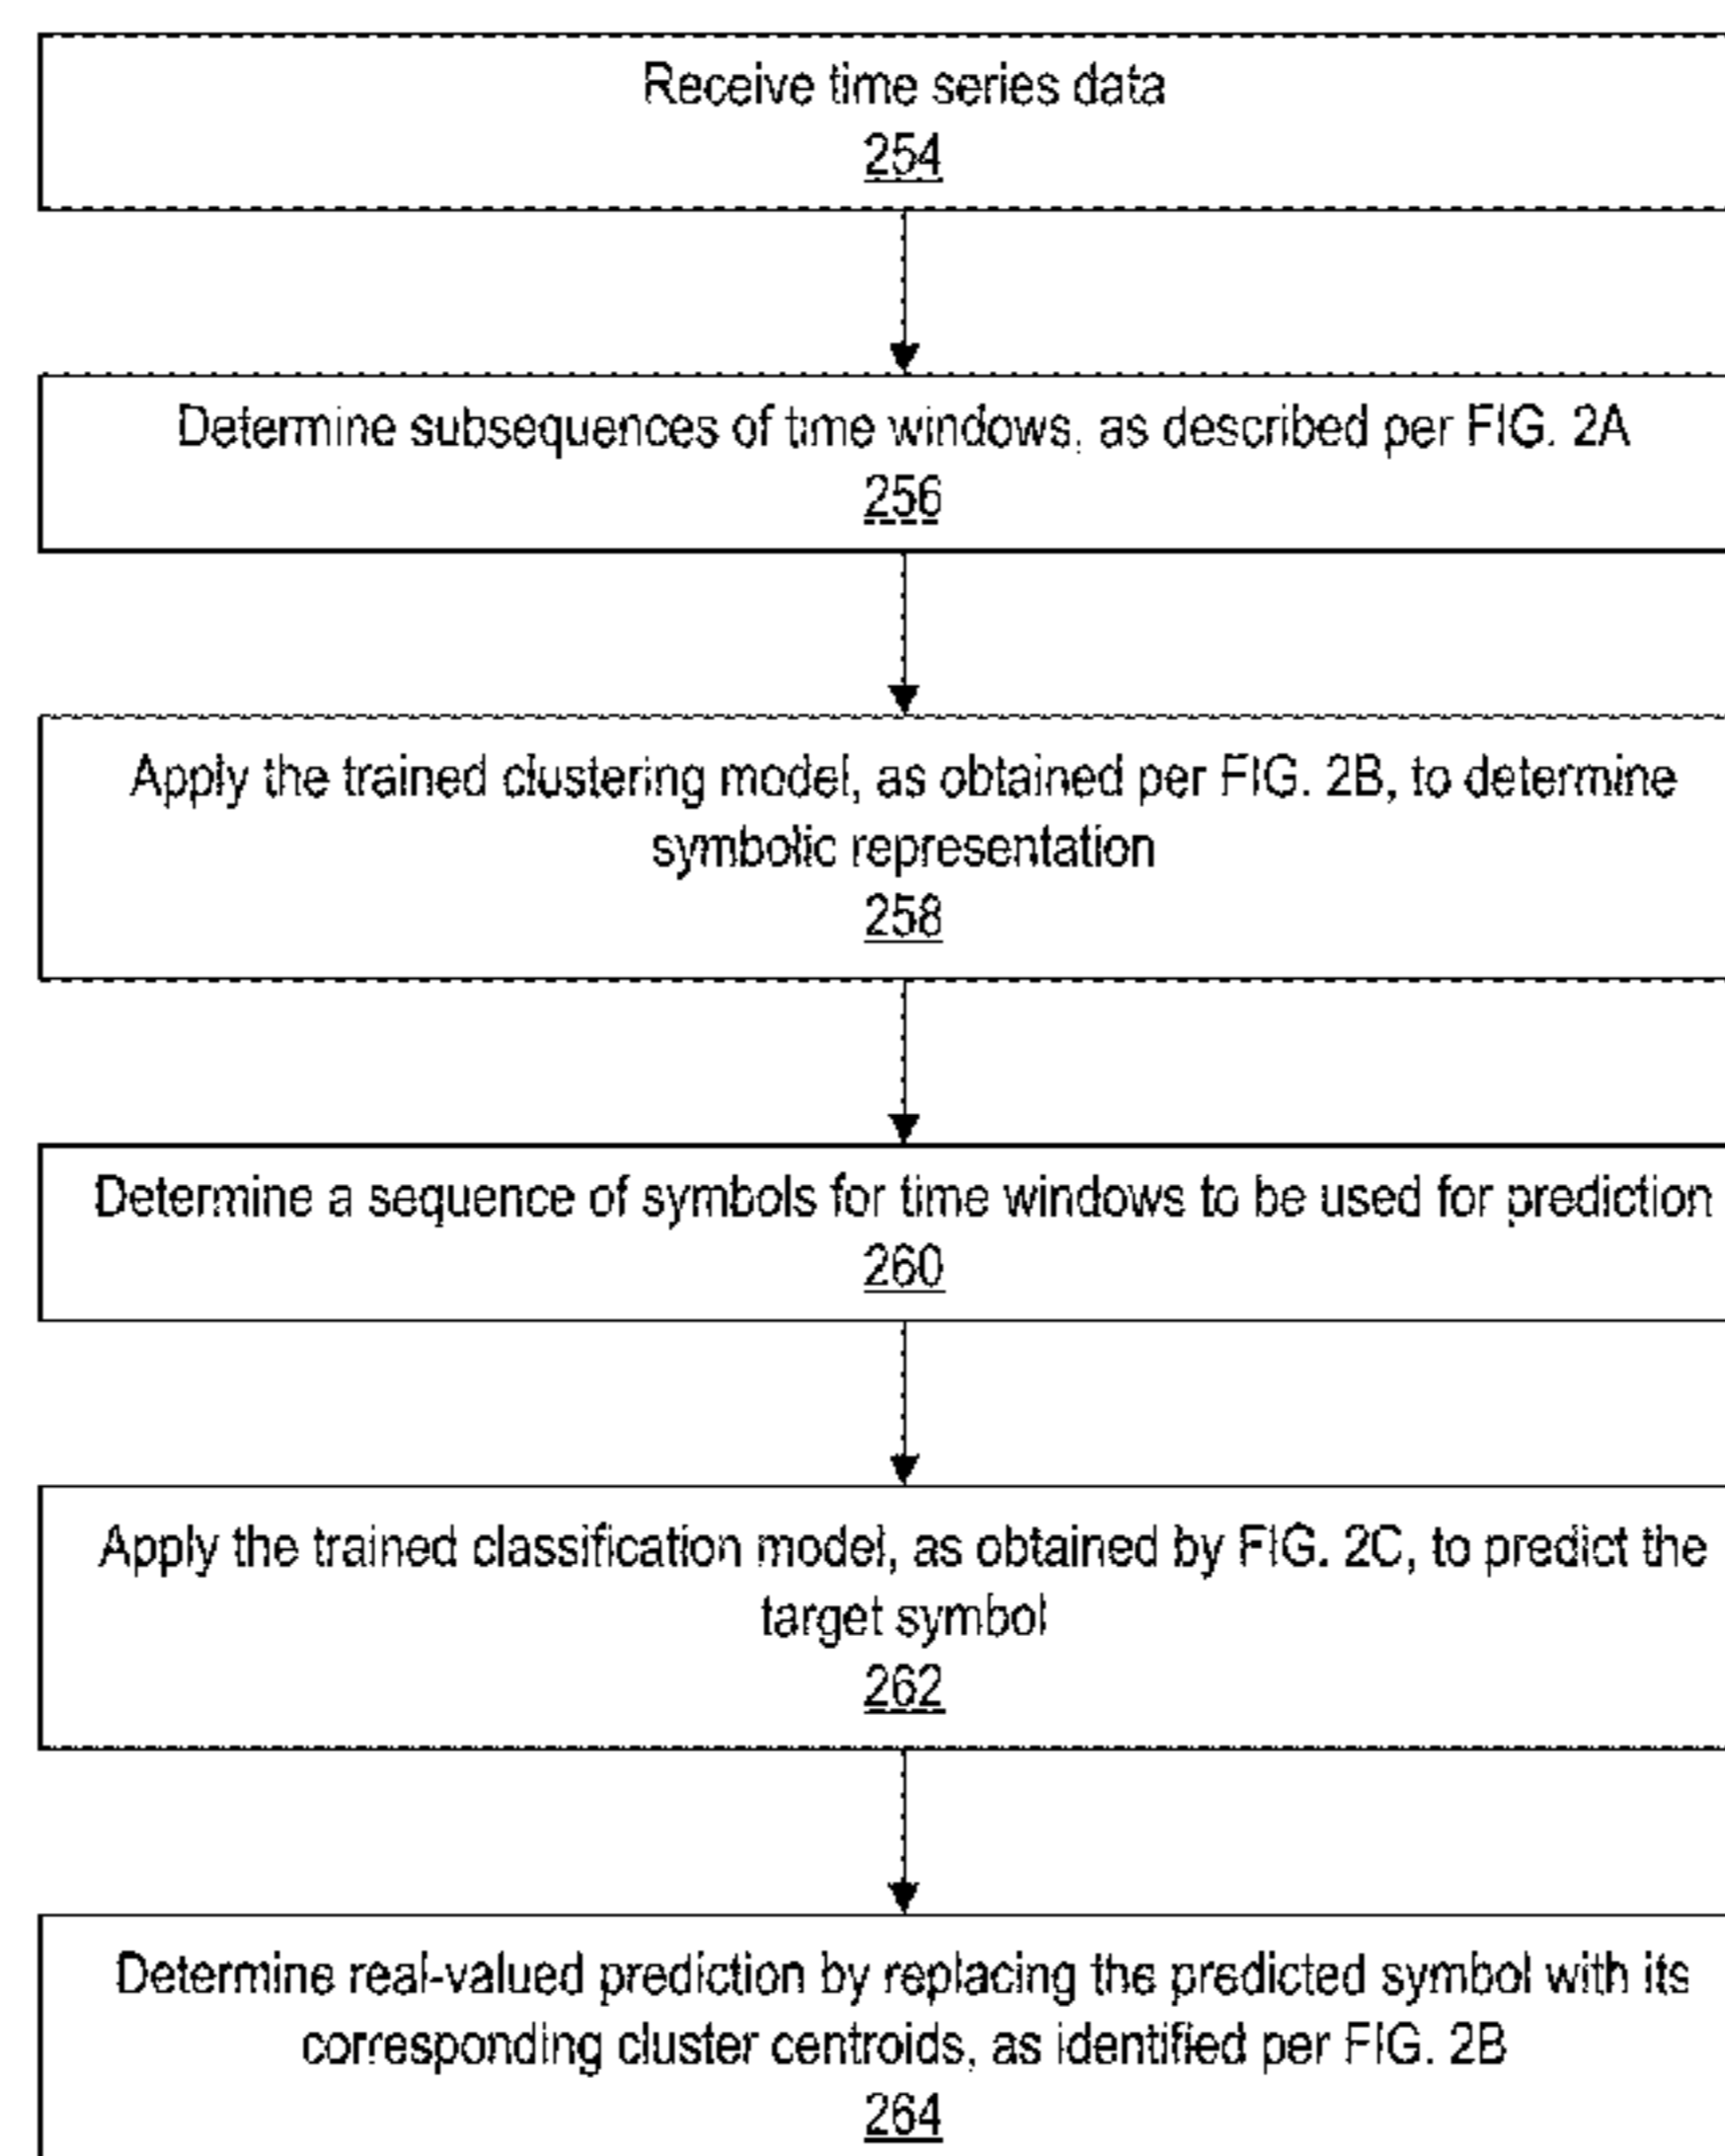 Receive time series data
254
Determine subsequences of time windows, as described per FIG. 2A
256
Apply the trained clustering model, as obtained per FIG. 2B, to determine
symbolic representation
258
Determine a sequence of symbols for time windows to be used for prediction
260
Apply the trained classification model, as obtained by FIG. 2C, to predict the
target symbol
262
Determine real-valued prediction by replacing the predicted symbol with its
corresponding cluster centroids, as identified per FIG. 2B
264